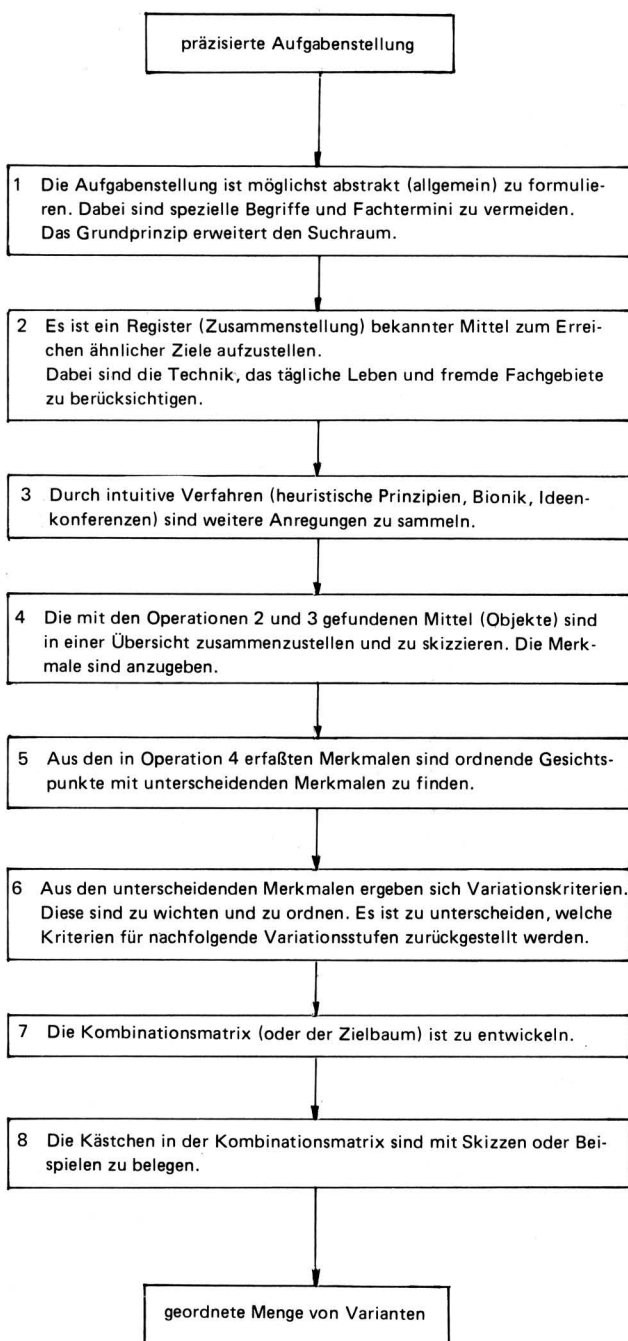 präzisierte Aufgabenstellung
1 Die Aufgabenstellung ist möglichst abstrakt (allgemein) zu formulie-
ren. Dabei sind spezielle Begriffe und Fachtermini zu vermeiden.
Das Grundprinzip erweitert den Suchraum.
2 Es ist ein Register (Zusammenstellung) bekannter Mittel zum Errei-
chen ähnlicher Ziele aufzustellen.
Dabei sind die Technik, das tägliche Leben und fremde Fachgebiete
zu berücksichtigen.
3 Durch intuitive Verfahren (heuristische Prinzipien, Bionik, Ideen-
konferenzen) sind weitere Anregungen zu sammeln.
4 Die mit den Operationen 2 und 3 gefundenen Mittel (Objekte) sind
in einer Übersicht zusammenzustellen und zu skizzieren. Die Merk-
male sind anzugeben.
5 Aus den in Operation 4 erfaßten Merkmalen sind ordnende Gesichts-
punkte mit unterscheidenden Merkmalen zu finden.
6 Aus den unterscheidenden Merkmalen ergeben sich Variationskriterien.
Diese sind zu wichten und zu ordnen. Es ist zu unterscheiden, welche
Kriterien für nachfolgende Variationsstufen zurückgestellt werden.
7 Die Kombinationsmatrix (oder der Zielbaum) ist zu entwickeln.
8 Die Kästchen in der Kombinationsmatrix sind mit Skizzen oder Bei-
spielen zu belegen.
geordnete Menge von Varianten